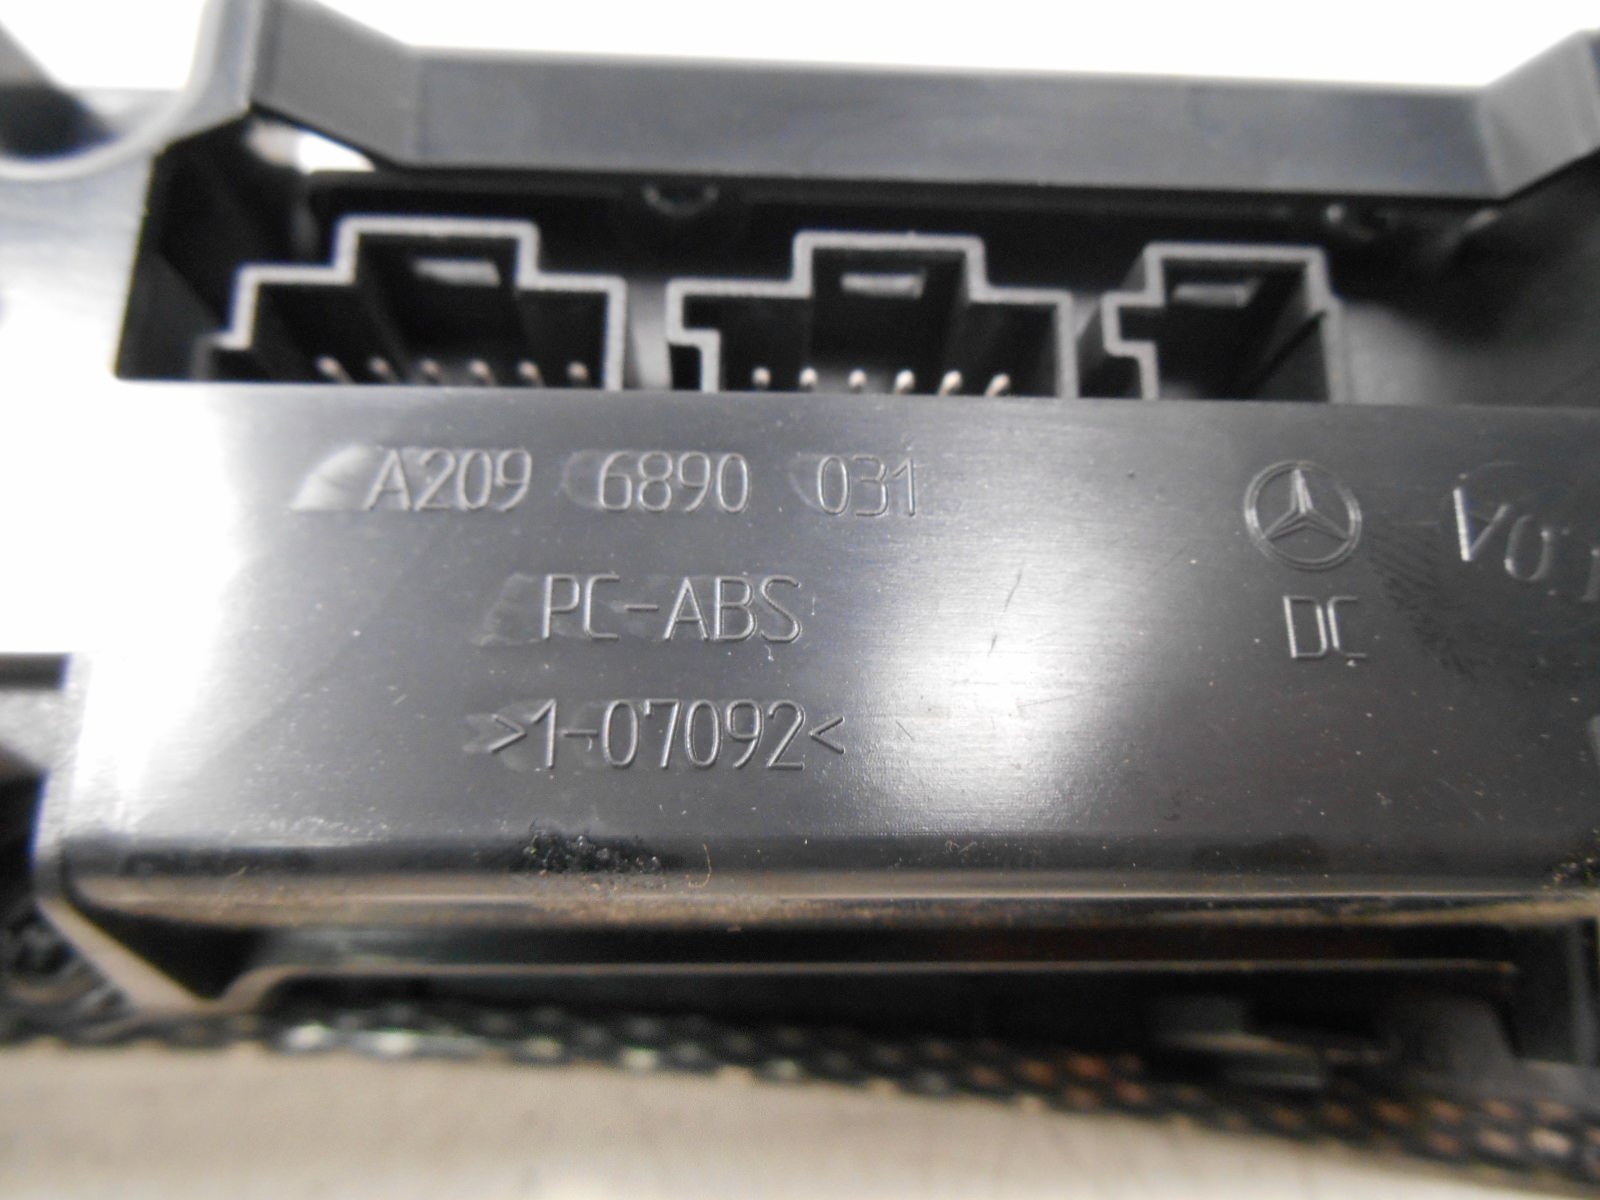 A209 6890 031
PC-ABS
>1-07092<
DC